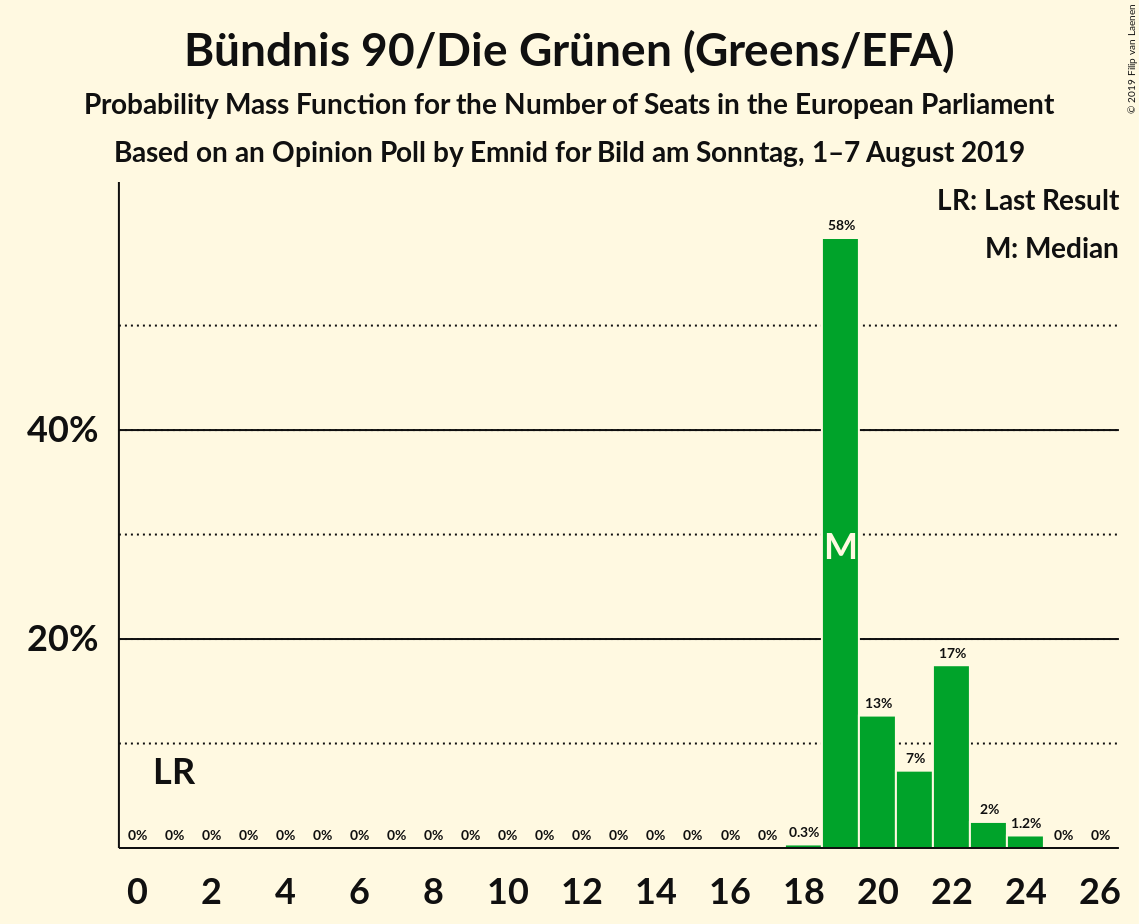 Bündnis 90/Die Grünen (Greens/EFA)
Probability Mass Function for the Number of Seats in the European Parliament
Based on an Opinion Poll by Emnid for Bild am Sonntag, 1–7 August 2019
© 2019 Filip van Laenen
LR: Last Result
M: Median
58%
40%
M
20%
17%
13%
7%
LR
2%
1.2%
0% 0% 0% 0% 0% 0% 0% 0% 0% 0% 0% 0% 0% 0% 0% 0% 0% 0% 0.3% 0% 0%
0 2 4 6 8 10 12 14 16 18 20 22 24 26